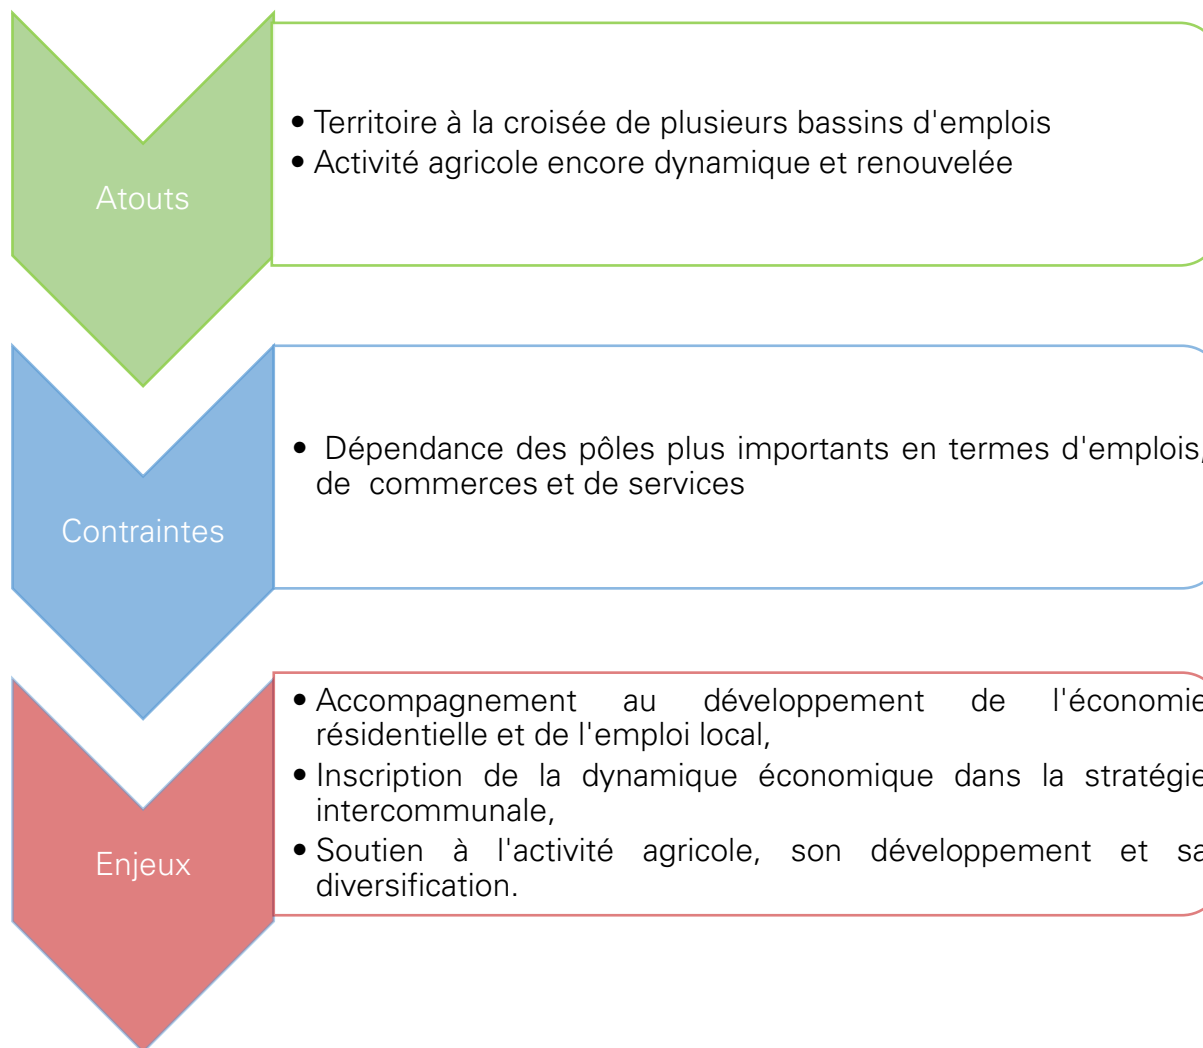 Atouts
• Territoire à la croisée de plusieurs bassins d'emplois
• Activité agricole encore dynamique et renouvelée
Contraintes
• Dépendance des pôles plus importants en termes d'emplois,
de commerces et de services
Enjeux
• Accompagnement au développement de l'économie
résidentielle et de l'emploi local,
• Inscription de la dynamique économique dans la stratégie
intercommunale,
• Soutien à l'activité agricole, son développement et sa
diversification.